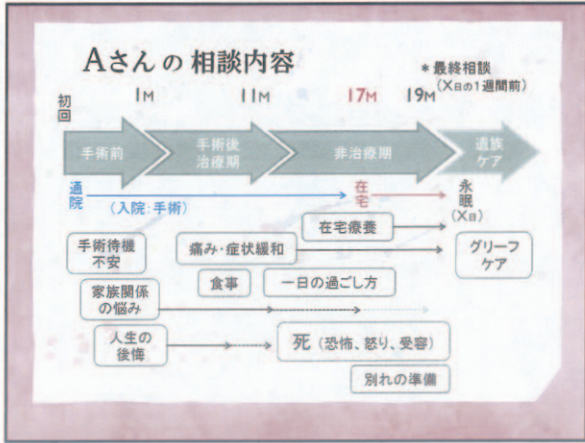 Aさんの相談内容
*最終相談
(X日の1週間前)
初回
1M
11M
17M
19M
手術前
手術後
治療期
非治療期
遺族
ケア
通院
(入院:手術)
在宅
永眠
(X日)
在宅療養
手術待機
不安
痛み・症状緩和
グリーフ
ケア
食事
一日の過ごし方
家族関係
の悩み
人生の
後悔
死(恐怖、怒り、受容)
別れの準備